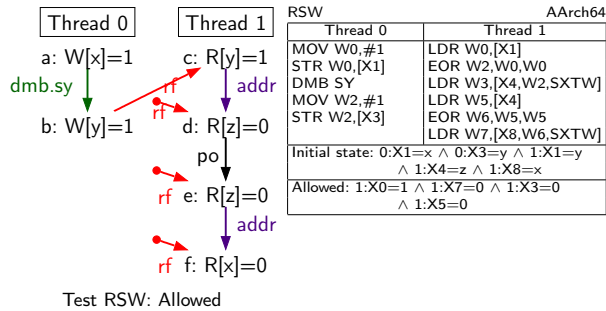 Thread 0 Thread 1
a: W[x]=1 c: R[y]=1
dmb.sy rf addr
rf
b: W[y]=1 d: R[z]=0
po
rf e: R[z]=0
addr
rf f: R[x]=0
Test RSW: Allowed
RSW AArch64
Thread 0 Thread 1
MOV W0,#1 LDR W0,[X1]
STR W0,[X1] EOR W2,W0,W0
DMB SY LDR W3,[X4,W2,SXTW]
MOV W2,#1 LDR W5,[X4]
STR W2,[X3] EOR W6,W5,W5
LDR W7,[X8,W6,SXTW]
Initial state: 0:X1=x ∧ 0:X3=y ∧ 1:X1=y
∧ 1:X4=z ∧ 1:X8=x
Allowed: 1:X0=1 ∧ 1:X7=0 ∧ 1:X3=0
∧ 1:X5=0